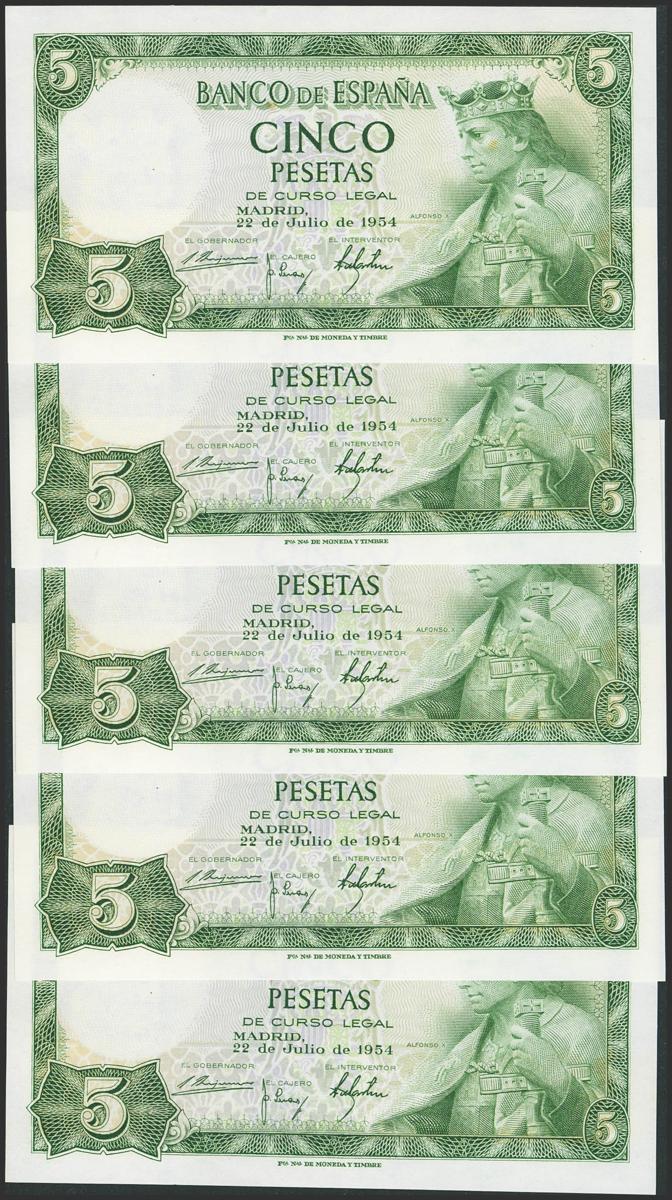 5 5
BANCO DE ESPAÑA
CINCO
PESETAS
DE CURSO LEGAL
MADRID,
22 de Julio de 1954
ALFONSO X
EL GOBERNADOR EL INTERVENTOR
EL CAJERO
5 5
Fca. Nal. DE MONEDA Y TIMBRE
PESETAS
DE CURSO LEGAL
MADRID,
22 de Julio de 1954
ALFONSO X
EL GOBERNADOR EL INTERVENTOR
EL CAJERO
5 5
Fca. Nal. DE MONEDA Y TIMBRE
PESETAS
DE CURSO LEGAL
MADRID,
22 de Julio de 1954
ALFONSO X
EL GOBERNADOR EL INTERVENTOR
EL CAJERO
5 5
Fca. Nal. DE MONEDA Y TIMBRE
PESETAS
DE CURSO LEGAL
MADRID,
22 de Julio de 1954
ALFONSO X
EL GOBERNADOR EL INTERVENTOR
EL CAJERO
5 5
Fca. Nal. DE MONEDA Y TIMBRE
PESETAS
DE CURSO LEGAL
MADRID,
22 de Julio de 1954
ALFONSO X
EL GOBERNADOR EL INTERVENTOR
EL CAJERO
5 5
Fca. Nal. DE MONEDA Y TIMBRE